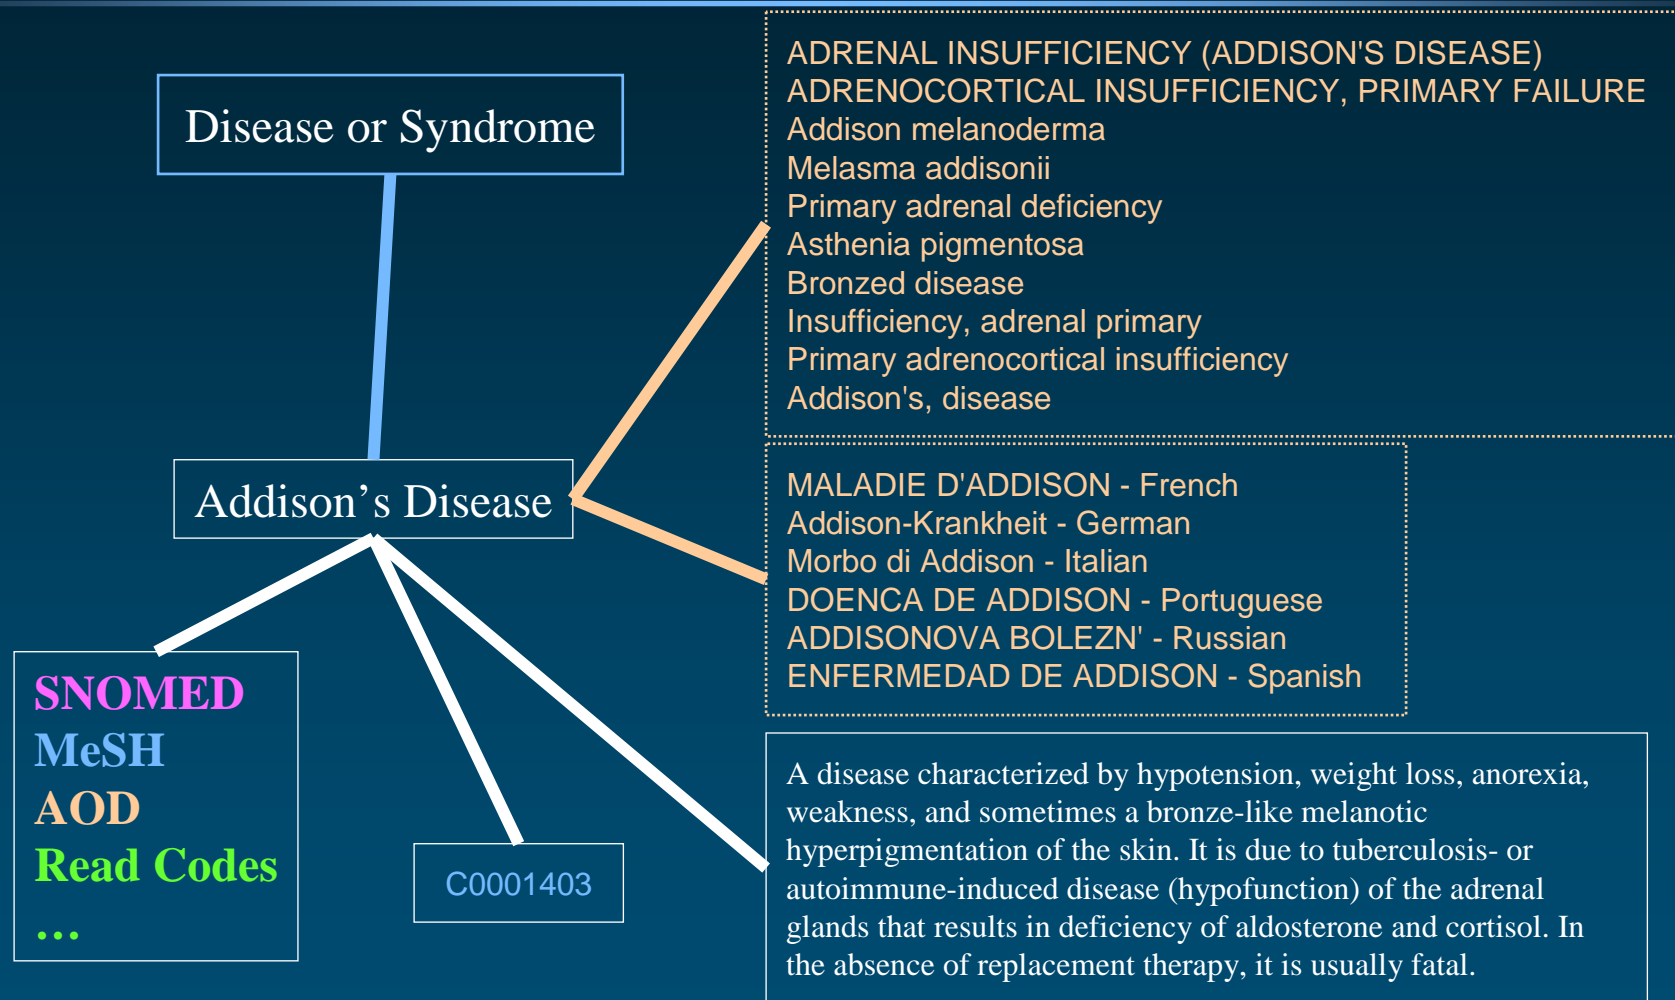 Disease or Syndrome
ADRENAL INSUFFICIENCY (ADDISON'S DISEASE)
ADRENOCORTICAL INSUFFICIENCY, PRIMARY FAILURE
Addison melanoderma
Melasma addisonii
Primary adrenal deficiency
Asthenia pigmentosa
Bronzed disease
Insufficiency, adrenal primary
Primary adrenocortical insufficiency
Addison's, disease
Addison’s Disease
MALADIE D'ADDISON - French
Addison-Krankheit - German
Morbo di Addison - Italian
DOENCA DE ADDISON - Portuguese
ADDISONOVA BOLEZN' - Russian
ENFERMEDAD DE ADDISON - Spanish
SNOMED
MeSH
AOD
Read Codes
…
C0001403
A disease characterized by hypotension, weight loss, anorexia,
weakness, and sometimes a bronze-like melanotic
hyperpigmentation of the skin. It is due to tuberculosis- or
autoimmune-induced disease (hypofunction) of the adrenal
glands that results in deficiency of aldosterone and cortisol. In
the absence of replacement therapy, it is usually fatal.